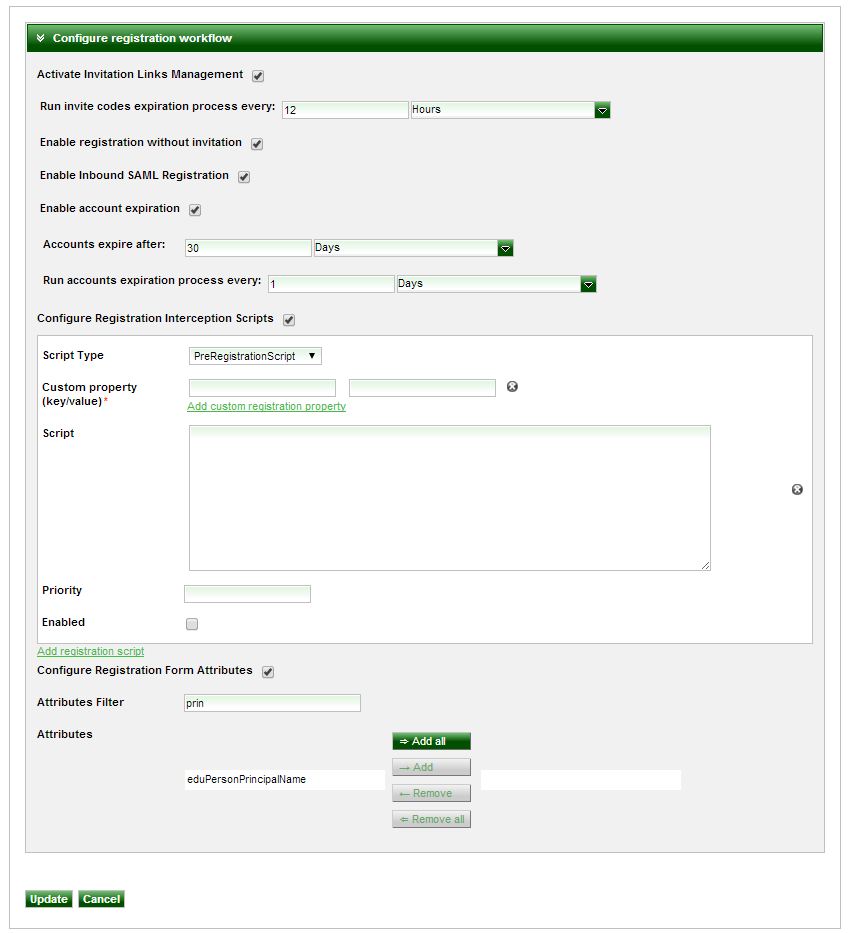 Configure registration workflow
Activate Invitation Links Management
Run invite codes expiration process every: 12 Hours
Enable registration without invitation
Enable Inbound SAML Registration
Enable account expiration
Accounts expire after: 30 Days
Run accounts expiration process every: 1 Days
Configure Registration Interception Scripts
Script Type PreRegistrationScript
Custom property
(key/value)*
Add custom registration property
Script
Priority
Enabled
Add registration script
Configure Registration Form Attributes
Attributes Filter prin
Attributes
⇒ Add all
→ Add
eduPersonPrincipalName
← Remove
⇐ Remove all
Update Cancel